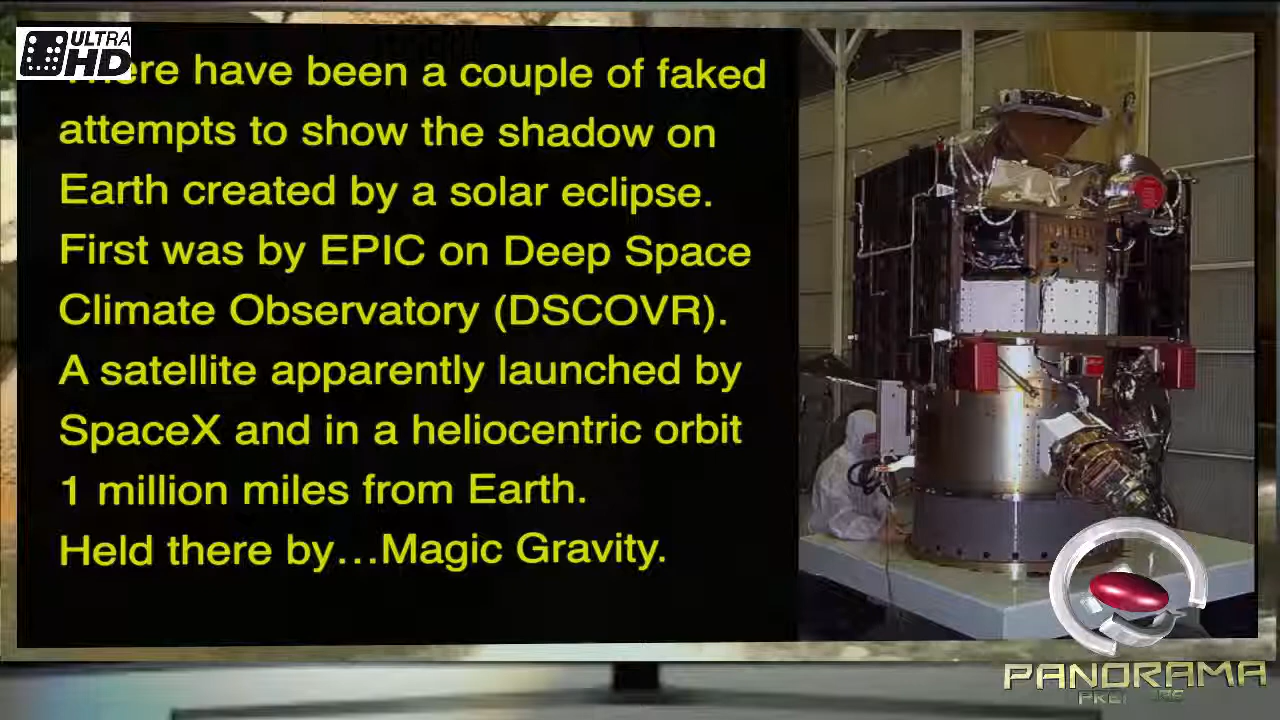 ULTRA
HD
There have been a couple of faked
attempts to show the shadow on
Earth created by a solar eclipse.
First was by EPIC on Deep Space
Climate Observatory (DSCOVR).
A satellite apparently launched by
SpaceX and in a heliocentric orbit
1 million miles from Earth.
Held there by...Magic Gravity.
PANORAMA